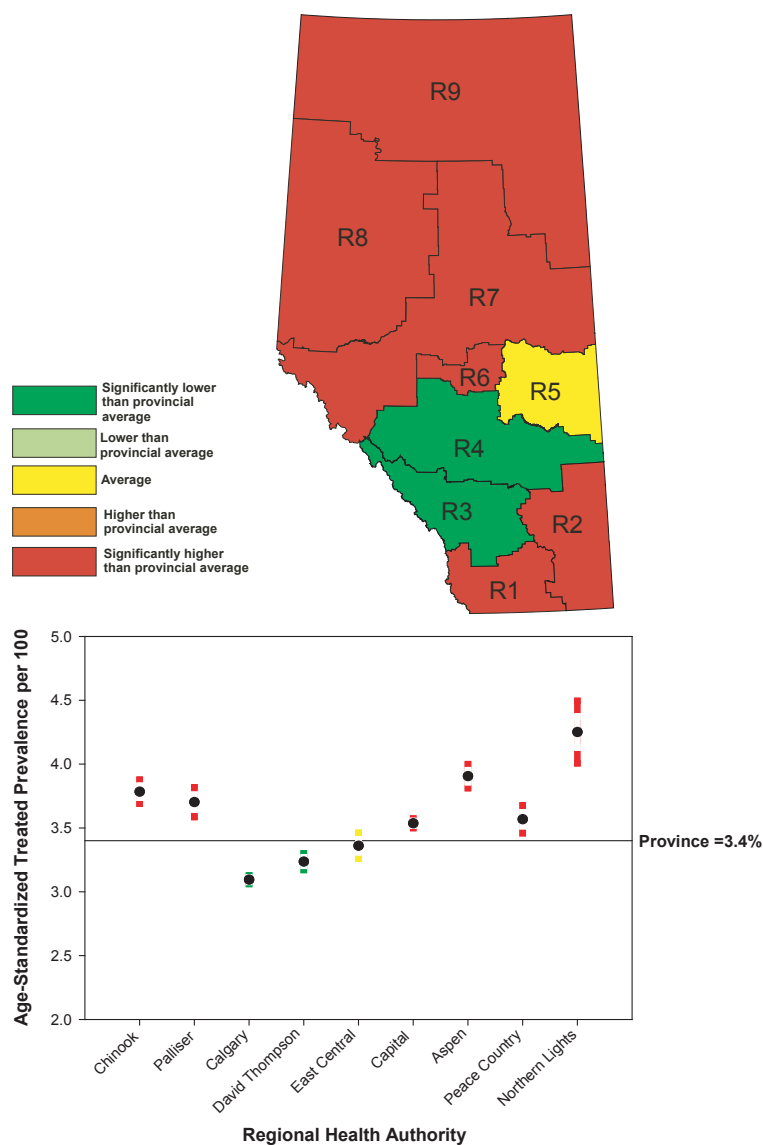 R9
R8
R7
R6
R5
R4
R3
R2
R1
Significantly lower
than provincial
average
Lower than
provincial average
Average
Higher than
provincial average
Significantly higher
than provincial average
Age-Standardized Treated Prevalence per 100
5.0
4.5
4.0
3.5
3.0
2.5
2.0
Province =3.4%
Chinook
Palliser
Calgary
David Thompson
East Central
Capital
Aspen
Peace Country
Northern Lights
Regional Health Authority